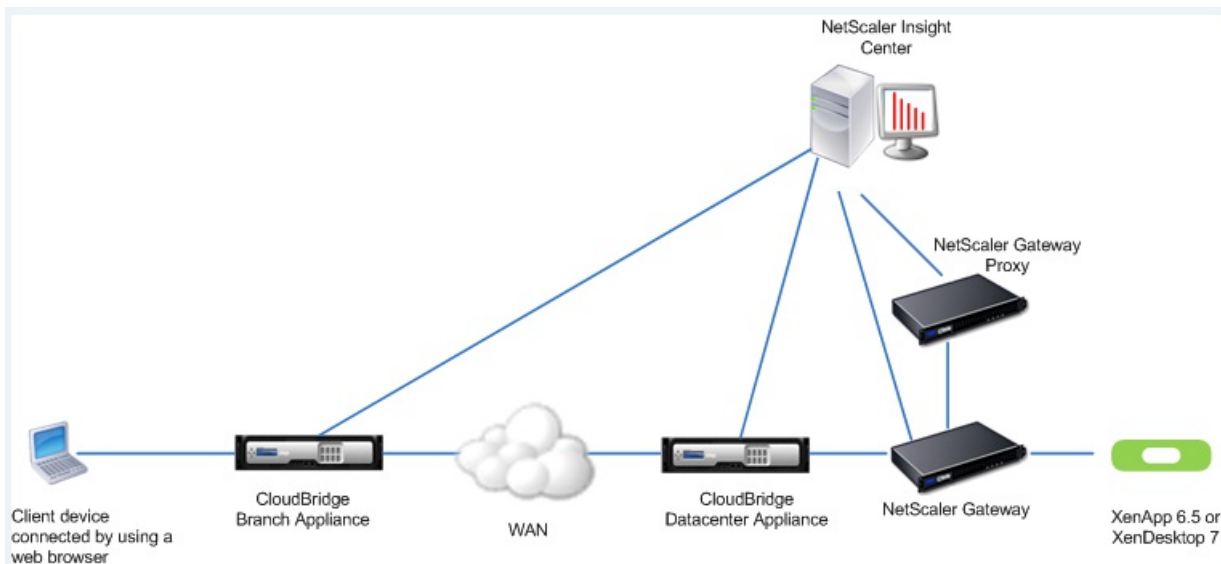 NetScaler Insight
Center
NetScaler Gateway
Proxy
Client device
connected by using a
web browser
CloudBridge
Branch Appliance
WAN
CloudBridge
Datacenter Appliance
NetScaler Gateway
XenApp 6.5 or
XenDesktop 7